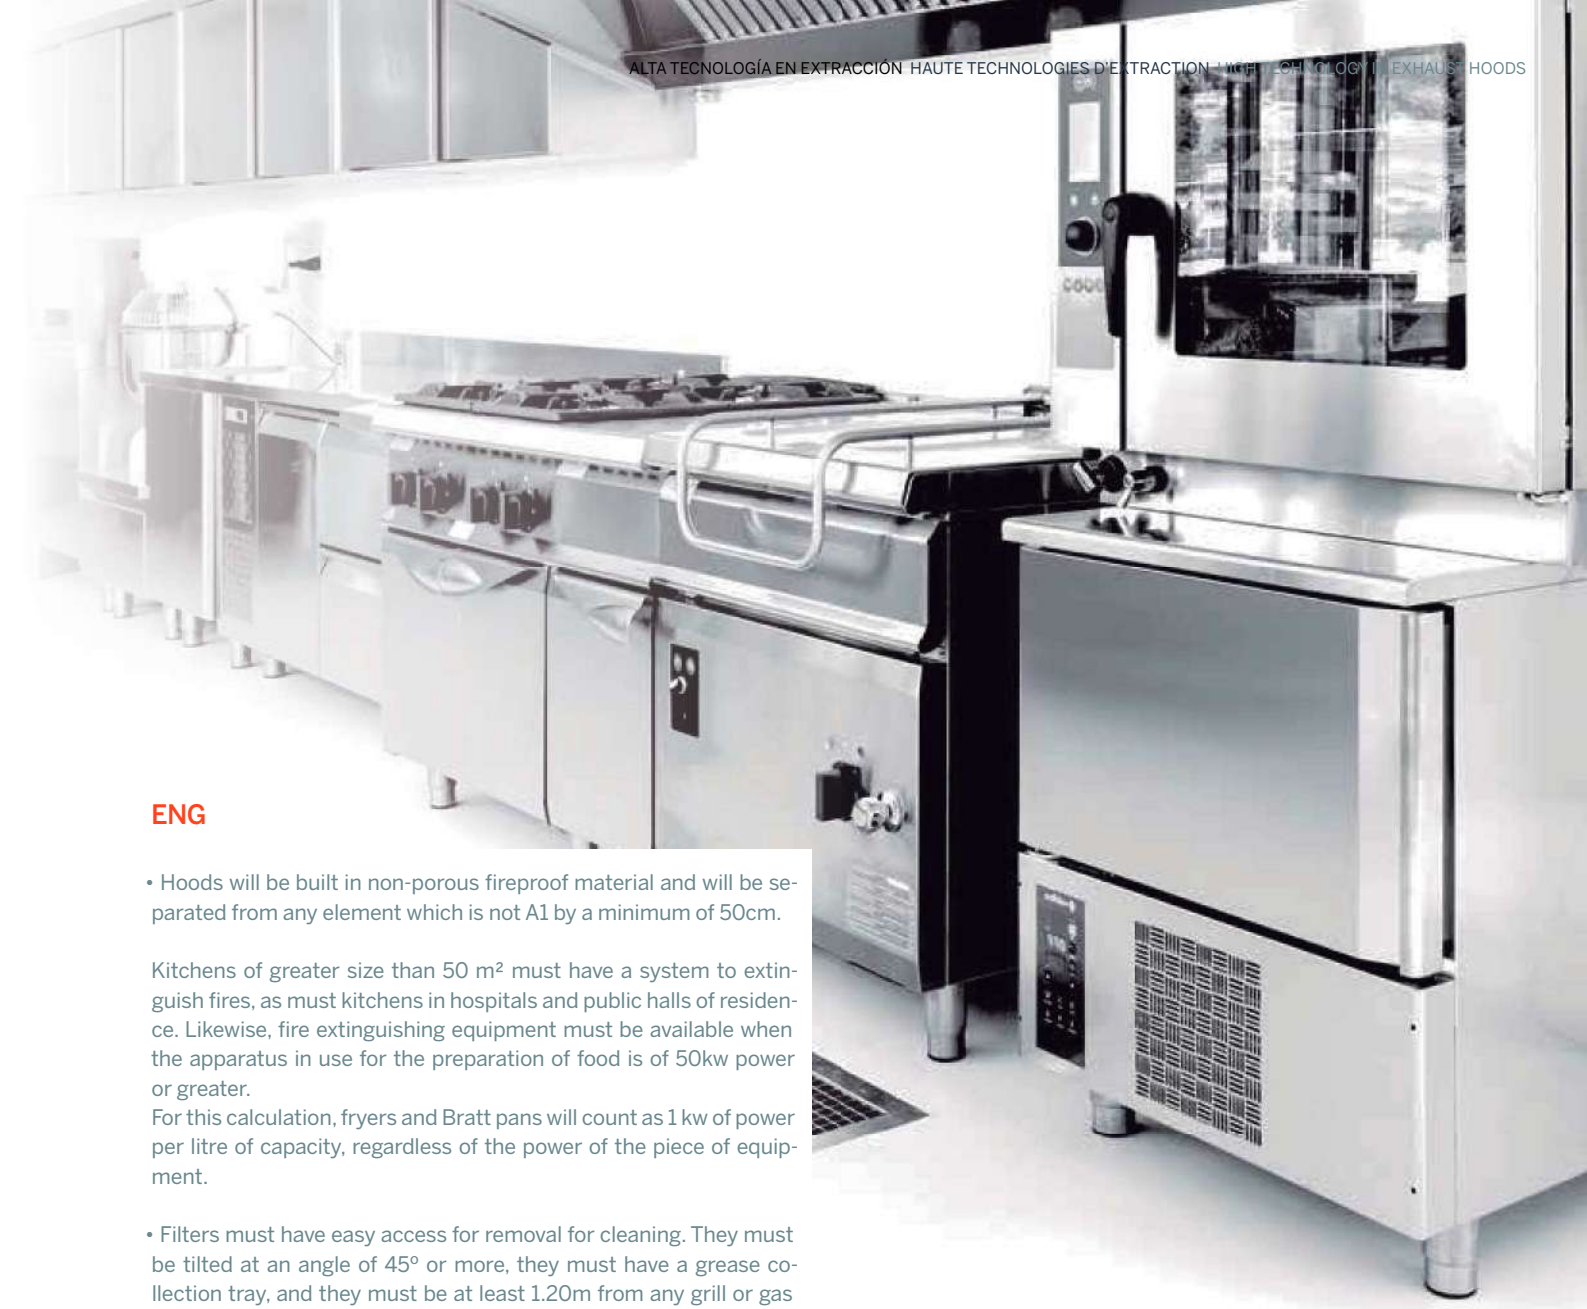 ALTA TECNOLOGÍA EN EXTRACCIÓN HAUTE TECHNOLOGIES D'EXTRACTION HIGH TECHNOLOGY IN EXHAUST HOODS
ENG
• Hoods will be built in non-porous fireproof material and will be se-
parated from any element which is not A1 by a minimum of 50cm.
Kitchens of greater size than 50 m² must have a system to extin-
guish fires, as must kitchens in hospitals and public halls of residen-
ce. Likewise, fire extinguishing equipment must be available when
the apparatus in use for the preparation of food is of 50kw power
or greater.
For this calculation, fryers and Bratt pans will count as 1 kw of power
per litre of capacity, regardless of the power of the piece of equip-
ment.
• Filters must have easy access for removal for cleaning. They must
be tilted at an angle of 45º or more, they must have a grease co-
llection tray, and they must be at least 1.20m from any grill or gas